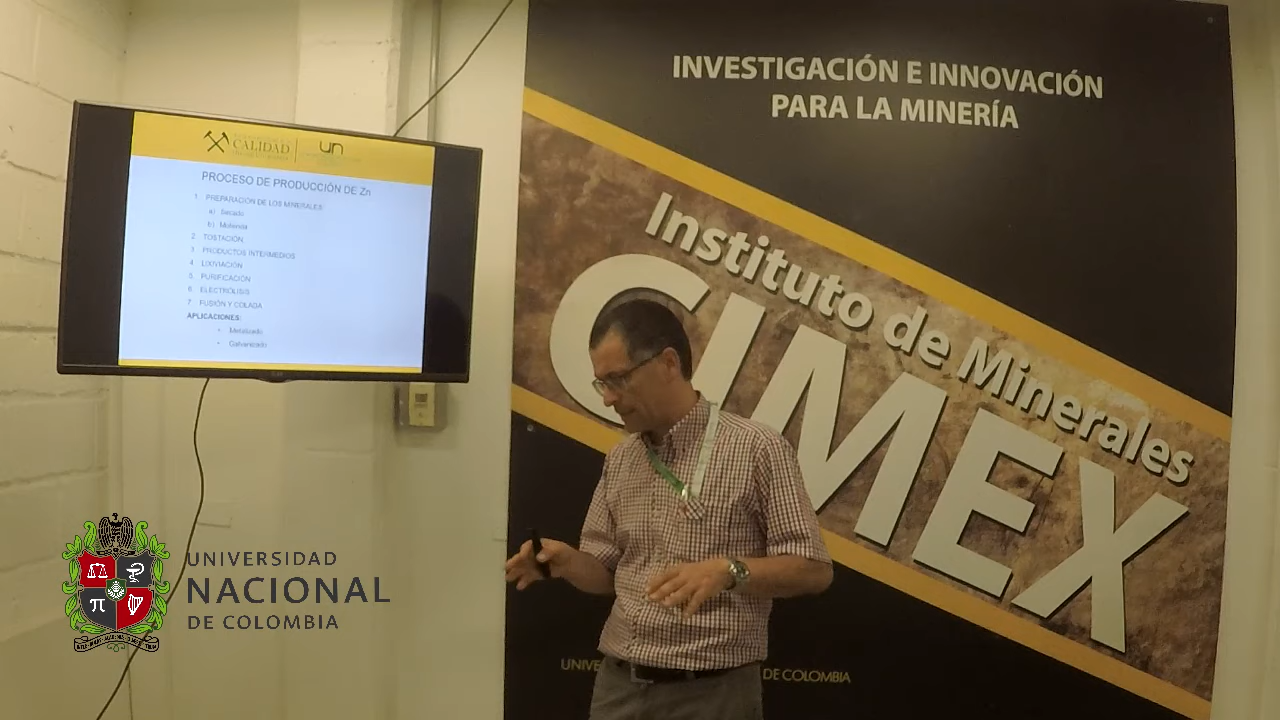 CALIDAD
un
PROCESO DE PRODUCCIÓN DE Zn
1. PREPARACIÓN DE LOS MINERALES:
a) Secado
b) Molienda
2. TOSTACIÓN
3. PRODUCTOS INTERMEDIOS
4. LIXIVIACIÓN
5. PURIFICACIÓN
6. ELECTRÓLISIS
7. FUSIÓN Y COLADA
APLICACIONES:
• Metalizado
• Galvanizado
INVESTIGACIÓN E INNOVACIÓN
PARA LA MINERÍA
Instituto de Minerales
CIMEX
DE COLOMBIA
UNIVERSIDAD
NACIONAL
DE COLOMBIA